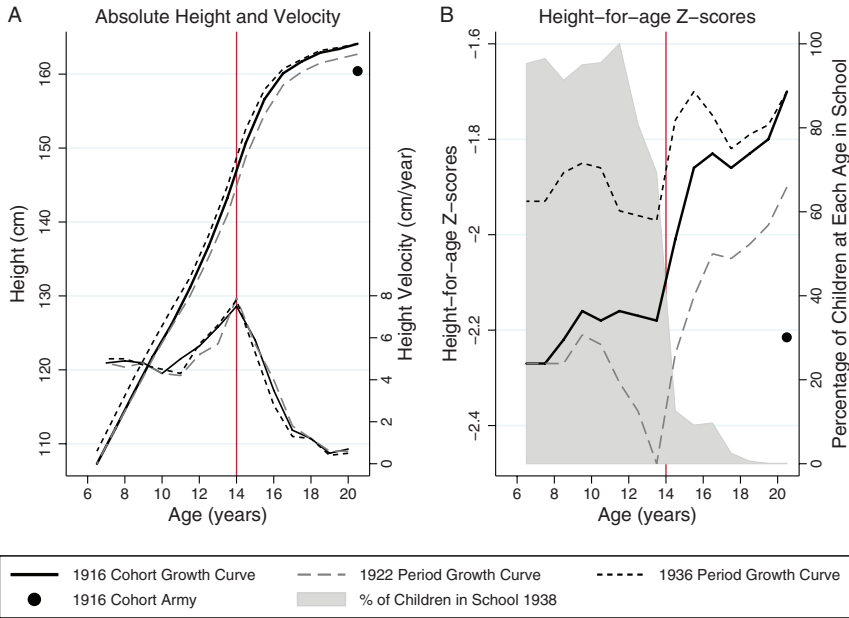 A
Absolute Height and Velocity
Height (cm)
110
120
130
140
150
160
Height Velocity (cm/year)
0
2
4
6
8
6
8
10
12
14
16
18
20
Age (years)
B
Height−for−age Z−scores
Height−for−age Z−scores
−1.6
−1.8
−2
−2.2
−2.4
Percentage of Children at Each Age in School
0
20
40
60
80
100
6
8
10
12
14
16
18
20
Age (years)
1916 Cohort Growth Curve
1922 Period Growth Curve
1936 Period Growth Curve
1916 Cohort Army
% of Children in School 1938